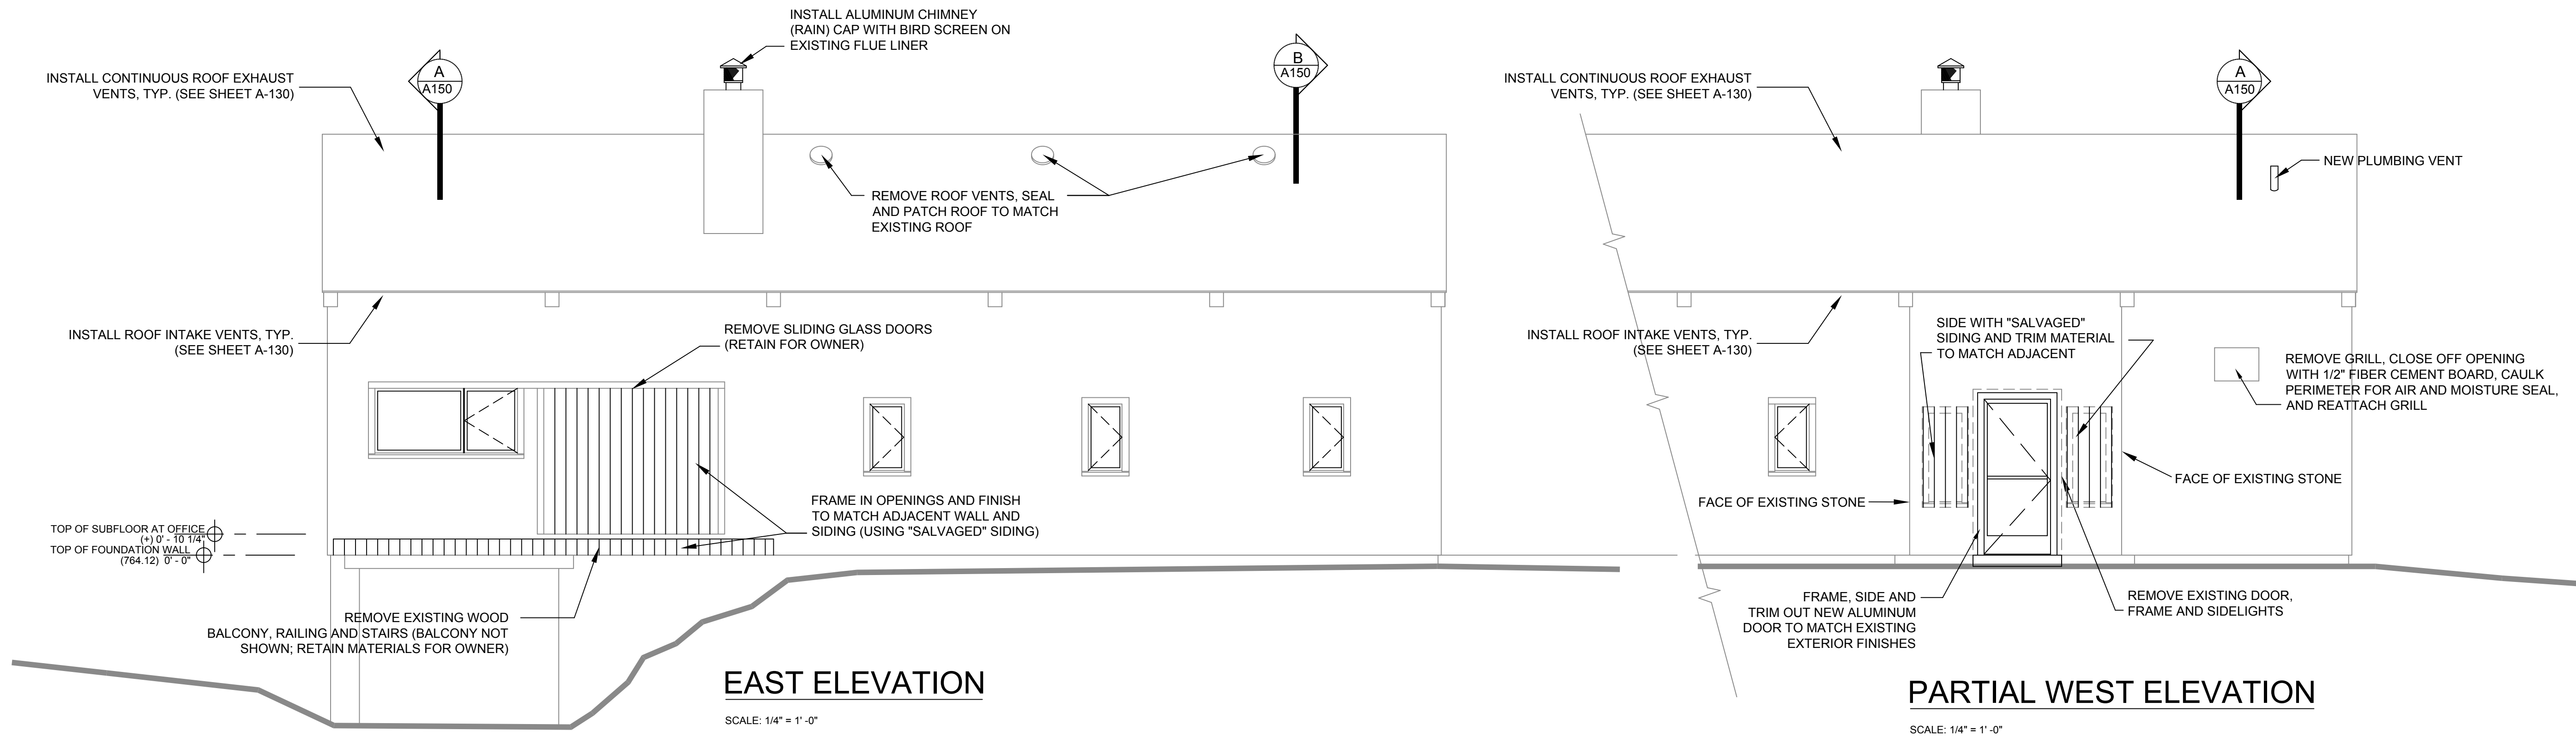 INSTALL ALUMINUM CHIMNEY
(RAIN) CAP WITH BIRD SCREEN ON
EXISTING FLUE LINER
A
A150
B
A150
INSTALL CONTINUOUS ROOF EXHAUST
VENTS, TYP. (SEE SHEET A-130)
REMOVE ROOF VENTS, SEAL
AND PATCH ROOF TO MATCH
EXISTING ROOF
INSTALL ROOF INTAKE VENTS, TYP.
(SEE SHEET A-130)
REMOVE SLIDING GLASS DOORS
(RETAIN FOR OWNER)
FRAME IN OPENINGS AND FINISH
TO MATCH ADJACENT WALL AND
SIDING (USING "SALVAGED" SIDING)
TOP OF SUBFLOOR AT OFFICE
(+) 0' - 10 1/4"
TOP OF FOUNDATION WALL
(764.12) 0' - 0"
REMOVE EXISTING WOOD
BALCONY, RAILING AND STAIRS (BALCONY NOT
SHOWN; RETAIN MATERIALS FOR OWNER)
EAST ELEVATION
SCALE: 1/4" = 1' -0"
INSTALL CONTINUOUS ROOF EXHAUST
VENTS, TYP. (SEE SHEET A-130)
A
A150
NEW PLUMBING VENT
INSTALL ROOF INTAKE VENTS, TYP.
(SEE SHEET A-130)
SIDE WITH "SALVAGED"
SIDING AND TRIM MATERIAL
TO MATCH ADJACENT
REMOVE GRILL, CLOSE OFF OPENING
WITH 1/2" FIBER CEMENT BOARD, CAULK
PERIMETER FOR AIR AND MOISTURE SEAL,
AND REATTACH GRILL
FACE OF EXISTING STONE
FACE OF EXISTING STONE
FRAME, SIDE AND
TRIM OUT NEW ALUMINUM
DOOR TO MATCH EXISTING
EXTERIOR FINISHES
REMOVE EXISTING DOOR,
FRAME AND SIDELIGHTS
PARTIAL WEST ELEVATION
SCALE: 1/4" = 1' -0"